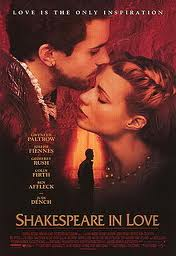 LOVE IS THE ONLY INSPIRATION
GWYNETH
PALTROW
JOSEPH
FIENNES
GEOFFREY
RUSH
COLIN
FIRTH
BEN
AFFLECK
AND
JUDI
DENCH
SHAKESPEARE IN LOVE